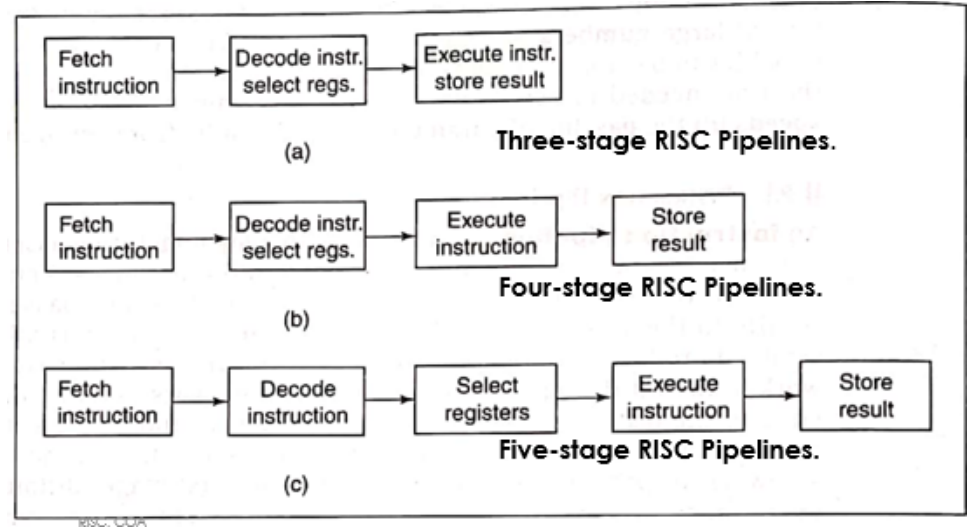 Fetch
instruction
Decode instr.
select regs.
Execute instr.
store result
(a)
Three-stage RISC Pipelines.
Fetch
instruction
Decode instr.
select regs.
Execute
instruction
Store
result
Four-stage RISC Pipelines.
(b)
Fetch
instruction
Decode
instruction
Select
registers
Execute
instruction
Store
result
Five-stage RISC Pipelines.
(c)
RISC, COA